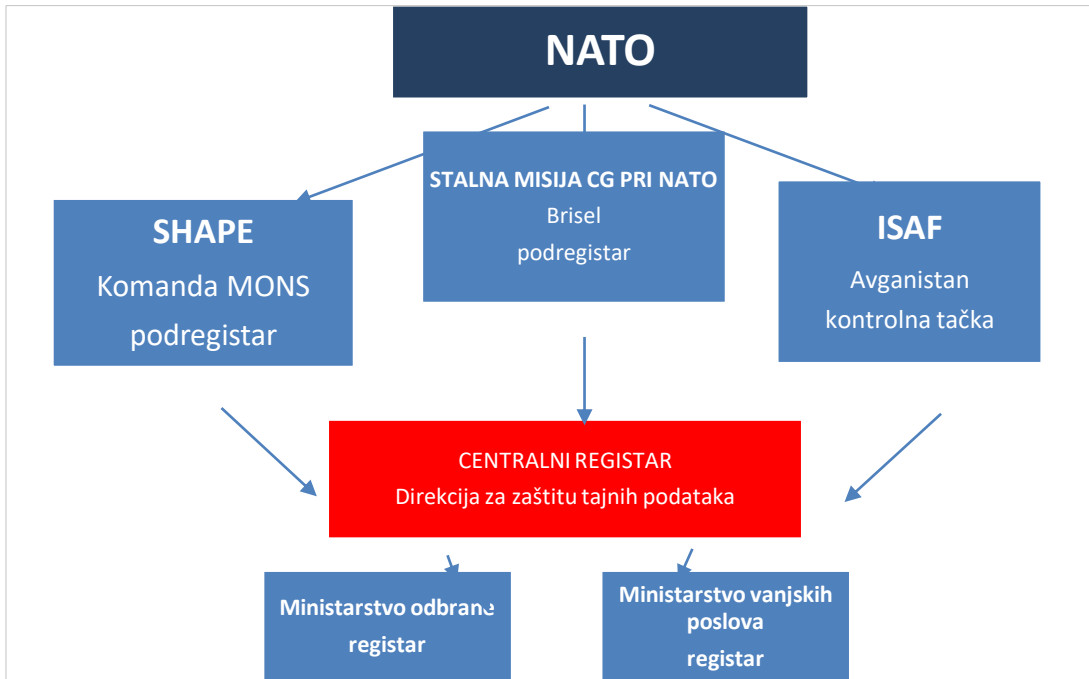 NATO
STALNA MISIJA CG PRI NATO
Brisel
podregistar
SHAPE
Komanda MONS
podregistar
ISAF
Avganistan
kontrolna tačka
CENTRALNI REGISTAR
Direkcija za zaštitu tajnih podataka
Ministarstvo odbrane
registar
Ministarstvo vanjskih
poslova
registar